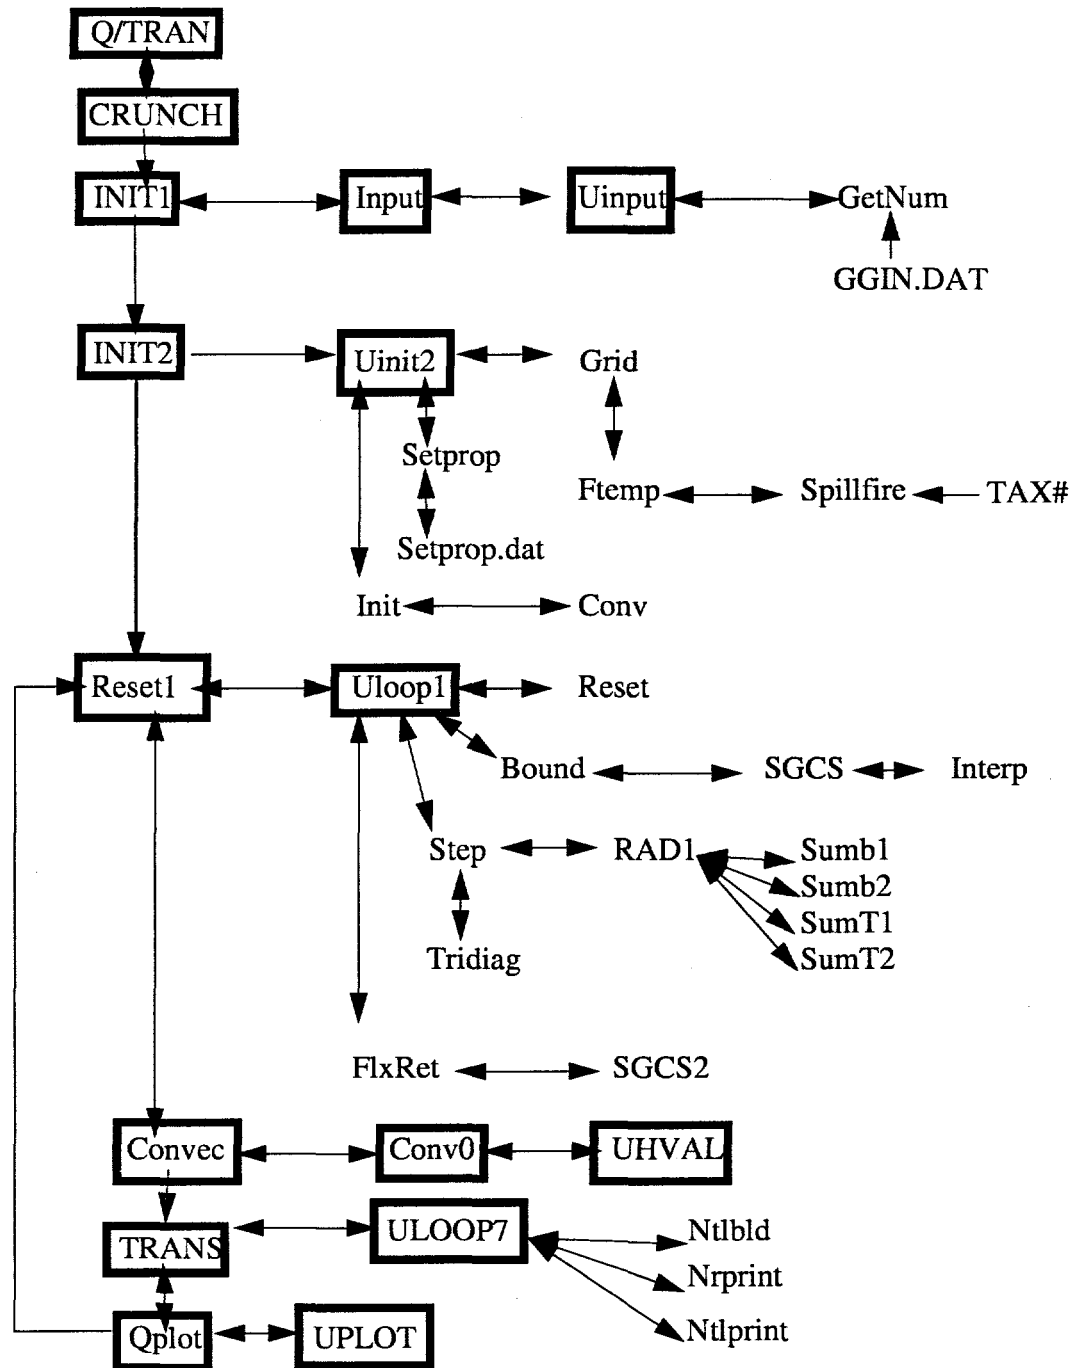 Q/TRAN
CRUNCH
INIT1
Input
Uinput
GetNum
GGIN.DAT
INIT2
Uinit2
Grid
Setprop
Ftemp
Spillfire
TAX#
Setprop.dat
Init
Conv
Reset1
Uloop1
Reset
Bound
SGCS
Interp
Step
RAD1
Sumb1
Sumb2
SumT1
SumT2
Tridiag
FlxRet
SGCS2
Convec
Conv0
UHVAL
TRANS
ULOOP7
Ntlbld
Nrprint
Ntlprint
Qplot
UPLOT